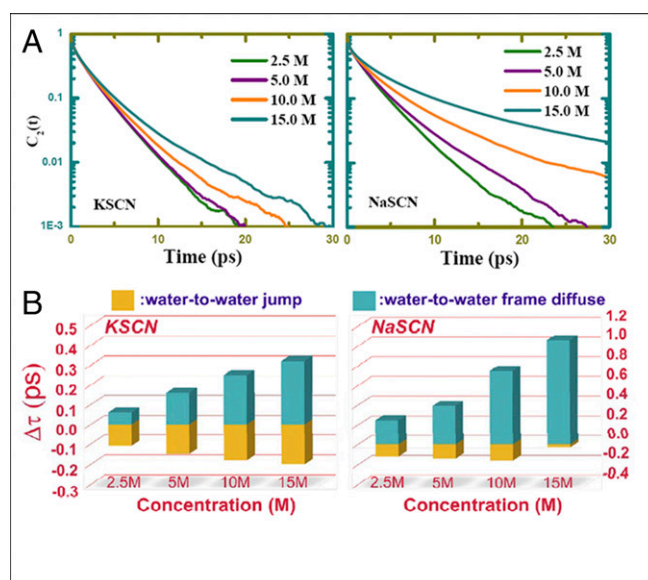 A
1
0.1
0.01
1E-3
C₂(t)
2.5 M
5.0 M
10.0 M
15.0 M
KSCN
0 10 20 30
Time (ps)
2.5 M
5.0 M
10.0 M
15.0 M
NaSCN
0 10 20 30
Time (ps)
B
:water-to-water jump
:water-to-water frame diffuse
KSCN
0.5
0.4
0.3
0.2
0.1
0.0
-0.1
-0.2
-0.3
Δτ (ps)
2.5M 5M 10M 15M
Concentration (M)
NaSCN
1.2
1.0
0.8
0.6
0.4
0.2
0.0
-0.2
-0.4
2.5M 5M 10M 15M
Concentration (M)